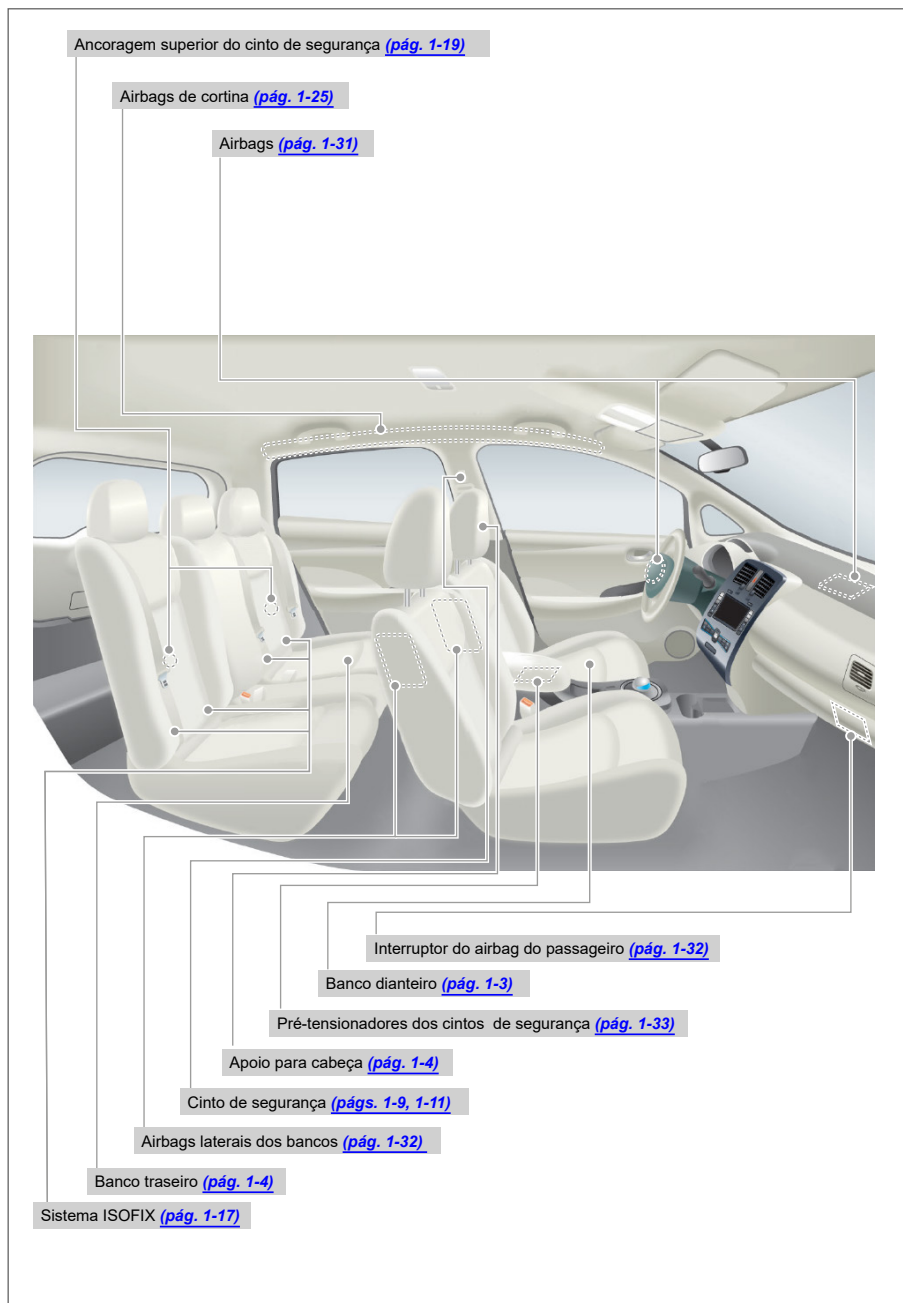 Ancoragem superior do cinto de segurança (pág. 1-19)
Airbags de cortina (pág. 1-25)
Airbags (pág. 1-31)
Interruptor do airbag do passageiro (pág. 1-32)
Banco dianteiro (pág. 1-3)
Pré-tensionadores dos cintos  de segurança (pág. 1-33)
Apoio para cabeça (pág. 1-4)
Cinto de segurança (págs. 1-9, 1-11)
Airbags laterais dos bancos (pág. 1-32)
Banco traseiro (pág. 1-4)
Sistema ISOFIX (pág. 1-17)